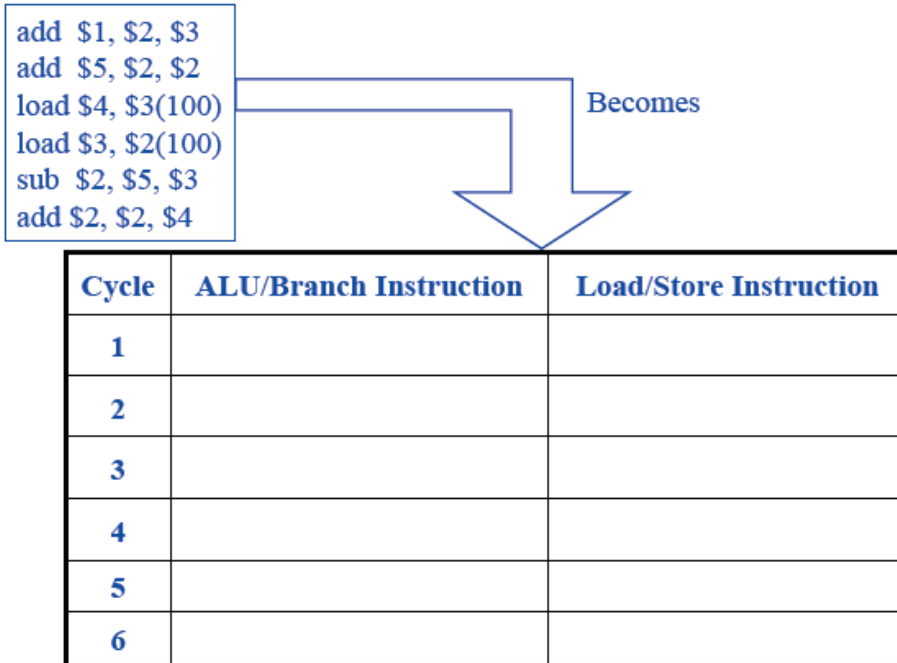 add $1, $2, $3
add $5, $2, $2
load $4, $3(100)
load $3, $2(100)
sub $2, $5, $3
add $2, $2, $4
Becomes
Cycle ALU/Branch Instruction Load/Store Instruction
1
2
3
4
5
6